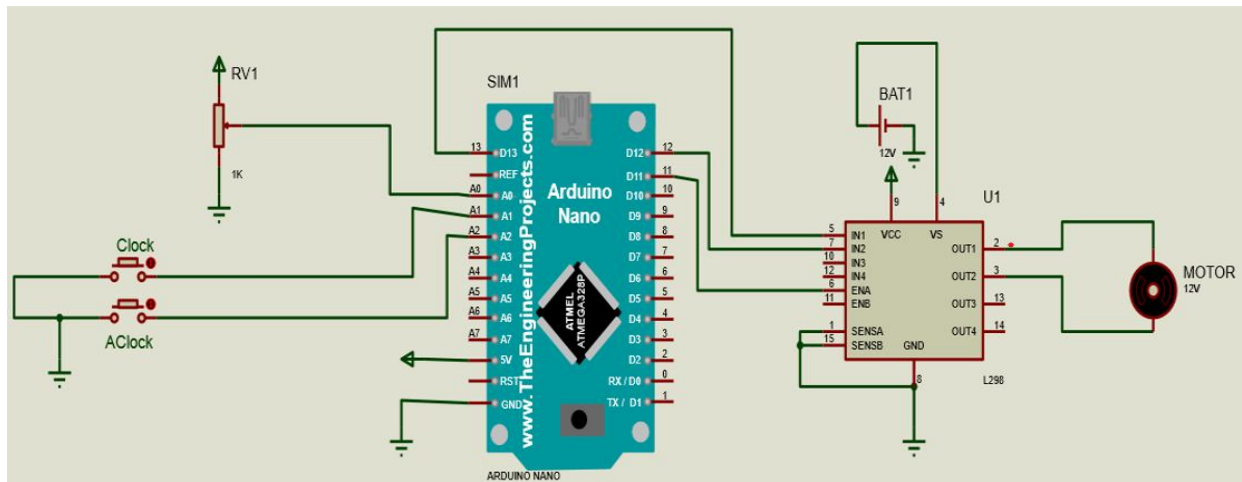 RV1
1K
Clock
AClock
SIM1
www.TheEngineeringProjects.com
Arduino
Nano
ATMEL
ATMEGA328P
ARDUINO NANO
13 D13
REF
A0 A0
A1 A1
A2 A2
A3 A3
A4 A4
A5 A5
A6 A6
A7 A7
5V
RST
GND
D12 12
D11 11
D10 10
D9 9
D8 8
D7 7
D6 6
D5 5
D4 4
D3 3
D2 2
RX / D0 0
TX / D1 1
BAT1
12V
U1
9 4
VCC VS
5 IN1
7 IN2
10 IN3
12 IN4
6 ENA
11 ENB
1 SENSA
15 SENSB
GND
8
OUT1 2
OUT2 3
OUT3 13
OUT4 14
L298
MOTOR
12V